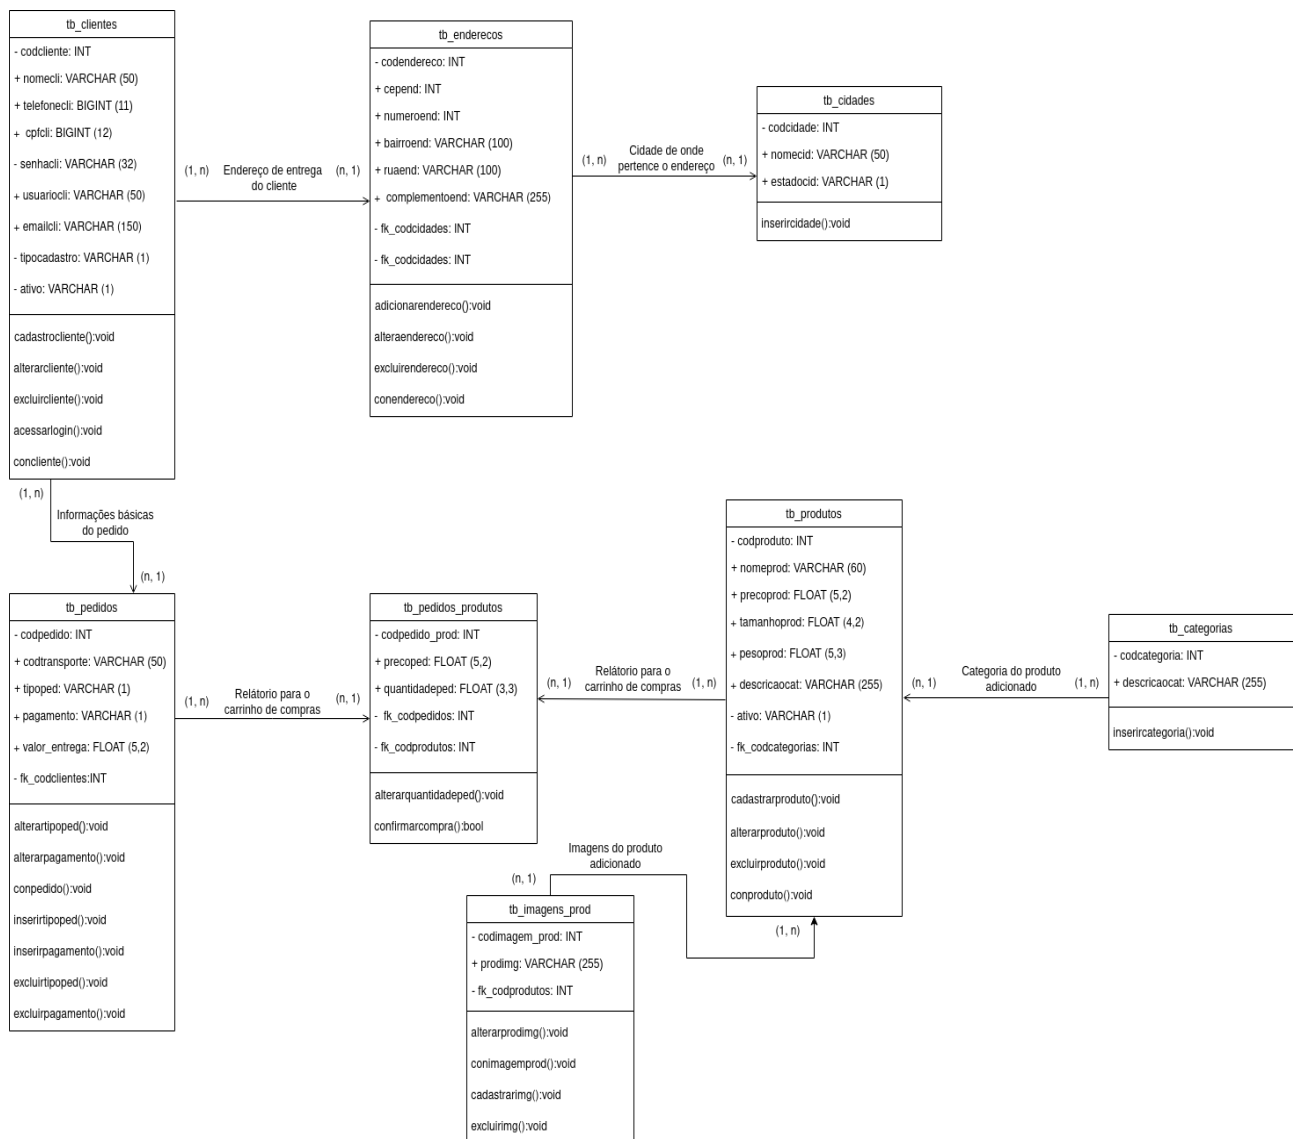 tb_clientes
- codcliente: INT
+ nomecli: VARCHAR (50)
+ telefonecli: BIGINT (11)
+ cpfcli: BIGINT (12)
- senhacli: VARCHAR (32)
+ usuariocli: VARCHAR (50)
+ emailcli: VARCHAR (150)
- tipocadastro: VARCHAR (1)
- ativo: VARCHAR (1)
cadastrocliente():void
alterarcliente():void
excluircliente():void
acessarlogin():void
concliente():void
(1, n)
Endereço de entrega
do cliente
(n, 1)
tb_enderecos
- codendereco: INT
+ cepend: INT
+ numeroend: INT
+ bairroend: VARCHAR (100)
+ ruaend: VARCHAR (100)
+ complementoend: VARCHAR (255)
- fk_codcidades: INT
- fk_codcidades: INT
adicionarendereco():void
alteraendereco():void
excluirendereco():void
conendereco():void
(1, n)
Cidade de onde
pertence o endereço
(n, 1)
tb_cidades
- codcidade: INT
+ nomecid: VARCHAR (50)
+ estadocid: VARCHAR (1)
inserircidade():void
(1, n)
Informações básicas
do pedido
(n, 1)
tb_pedidos
- codpedido: INT
+ codtransporte: VARCHAR (50)
+ tipoped: VARCHAR (1)
+ pagamento: VARCHAR (1)
+ valor_entrega: FLOAT (5,2)
- fk_codclientes:INT
alterartipoped():void
alterarpagamento():void
conpedido():void
inserirtipoped():void
inserirpagamento():void
excluirtipoped():void
excluirpagamento():void
(1, n)
Relátorio para o
carrinho de compras
(n, 1)
tb_pedidos_produtos
- codpedido_prod: INT
+ precoped: FLOAT (5,2)
+ quantidadeped: FLOAT (3,3)
- fk_codpedidos: INT
- fk_codprodutos: INT
alterarquantidadeped():void
confirmarcompra():bool
(n, 1)
Relátorio para o
carrinho de compras
(1, n)
tb_produtos
- codproduto: INT
+ nomeprod: VARCHAR (60)
+ precoprod: FLOAT (5,2)
+ tamanhoprod: FLOAT (4,2)
+ pesoprod: FLOAT (5,3)
+ descricaocat: VARCHAR (255)
- ativo: VARCHAR (1)
- fk_codcategorias: INT
cadastrarproduto():void
alterarproduto():void
excluirproduto():void
conproduto():void
(n, 1)
Categoria do produto
adicionado
(1, n)
tb_categorias
- codcategoria: INT
+ descricaocat: VARCHAR (255)
inserircategoria():void
Imagens do produto
adicionado
(n, 1)
(1, n)
tb_imagens_prod
- codimagem_prod: INT
+ prodimg: VARCHAR (255)
- fk_codprodutos: INT
alterarprodimg():void
conimagemprod():void
cadastrarimg():void
excluirimg():void